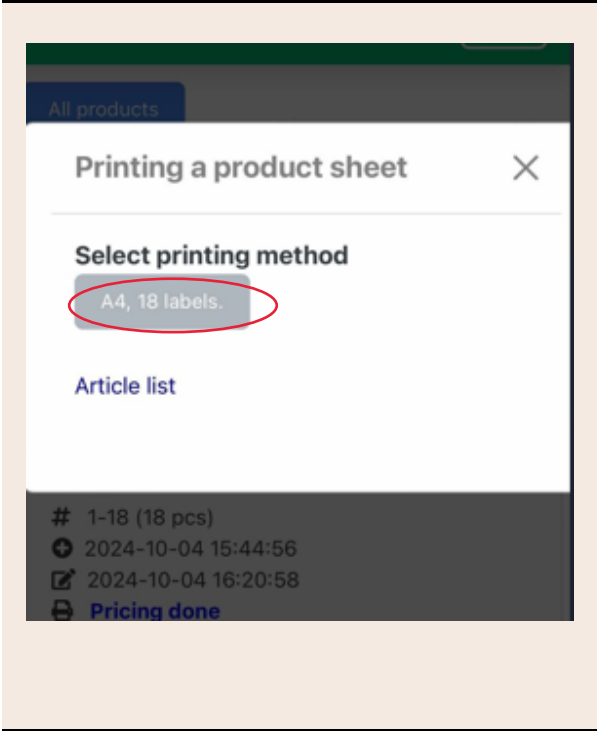 All products
Printing a product sheet
Select printing method
A4, 18 labels.
Article list
# 1-18 (18 pcs)
2024-10-04 15:44:56
2024-10-04 16:20:58
Pricing done